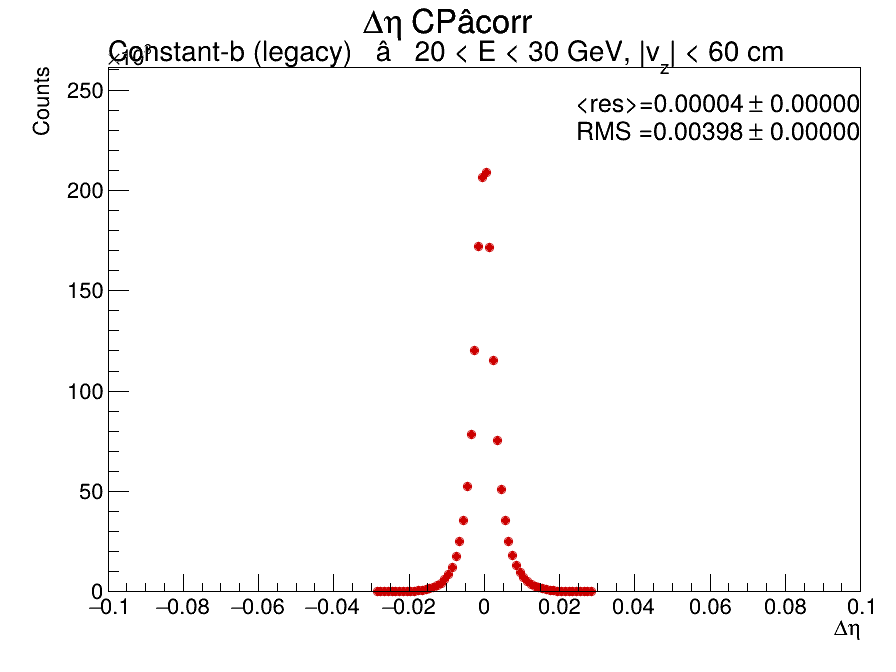 Δη CPâcorr
Constant-b (legacy) â 20 < E < 30 GeV, |v_z| < 60 cm
×10³
Counts
<res>=0.00004 ± 0.00000
RMS =0.00398 ± 0.00000
250
200
150
100
50
0
−0.1 −0.08 −0.06 −0.04 −0.02 0 0.02 0.04 0.06 0.08 0.1
Δη